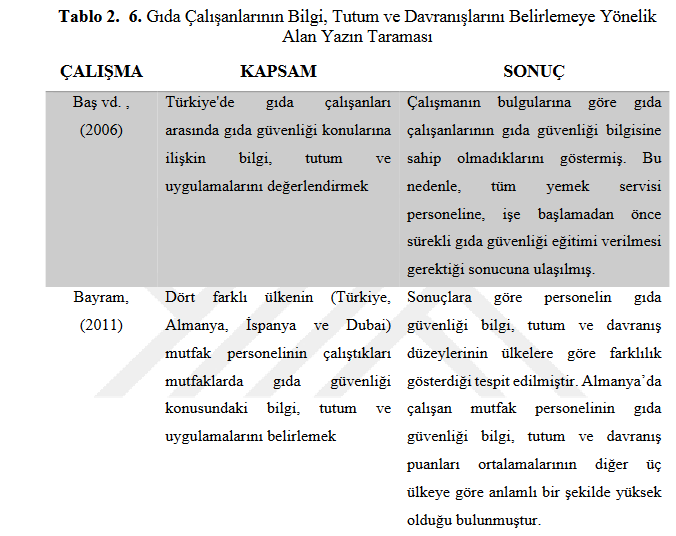 Tablo 2. 6. Gıda Çalışanlarının Bilgi, Tutum ve Davranışlarını Belirlemeye Yönelik
Alan Yazın Taraması
ÇALIŞMA KAPSAM SONUÇ
Baş vd. ,
(2006)
Türkiye'de gıda çalışanları
arasında gıda güvenliği konularına
ilişkin bilgi, tutum ve
uygulamalarını değerlendirmek
Çalışmanın bulgularına göre gıda
çalışanlarının gıda güvenliği bilgisine
sahip olmadıklarını göstermiş. Bu
nedenle, tüm yemek servisi
personeline, işe başlamadan önce
sürekli gıda güvenliği eğitimi verilmesi
gerektiği sonucuna ulaşılmış.
Bayram,
(2011)
Dört farklı ülkenin (Türkiye,
Almanya, İspanya ve Dubai)
mutfak personelinin çalıştıkları
mutfaklarda gıda güvenliği
konusundaki bilgi, tutum ve
uygulamalarını belirlemek
Sonuçlara göre personelin gıda
güvenliği bilgi, tutum ve davranış
düzeylerinin ülkelere göre farklılık
gösterdiği tespit edilmiştir. Almanya’da
çalışan mutfak personelinin gıda
güvenliği bilgi, tutum ve davranış
puanları ortalamalarının diğer üç
ülkeye göre anlamlı bir şekilde yüksek
olduğu bulunmuştur.